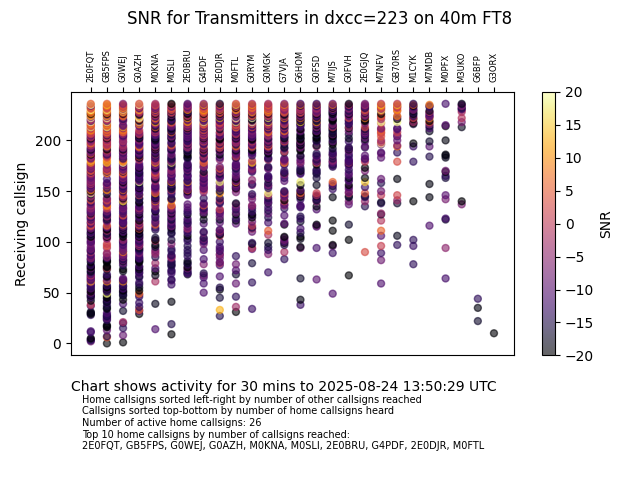 SNR for Transmitters in dxcc=223 on 40m FT8
2E0FQT GB5FPS G0WEJ G0AZH M0KNA M0SLI 2E0BRU G4PDF 2E0DJR M0FTL G0RYM G0MGK G7VJA G6HOM G0FSD M7IJS G0FVH 2E0GJQ M7NFV GB70RS M1CYK M7MDB M0PFX M3UKO G6BFP G3ORX
Receiving callsign
200
150
100
50
0
20
15
10
5
0
−5
−10
−15
−20
SNR
Chart shows activity for 30 mins to 2025-08-24 13:50:29 UTC
Home callsigns sorted left-right by number of other callsigns reached
Callsigns sorted top-bottom by number of home callsigns heard
Number of active home callsigns: 26
Top 10 home callsigns by number of callsigns reached:
2E0FQT, GB5FPS, G0WEJ, G0AZH, M0KNA, M0SLI, 2E0BRU, G4PDF, 2E0DJR, M0FTL